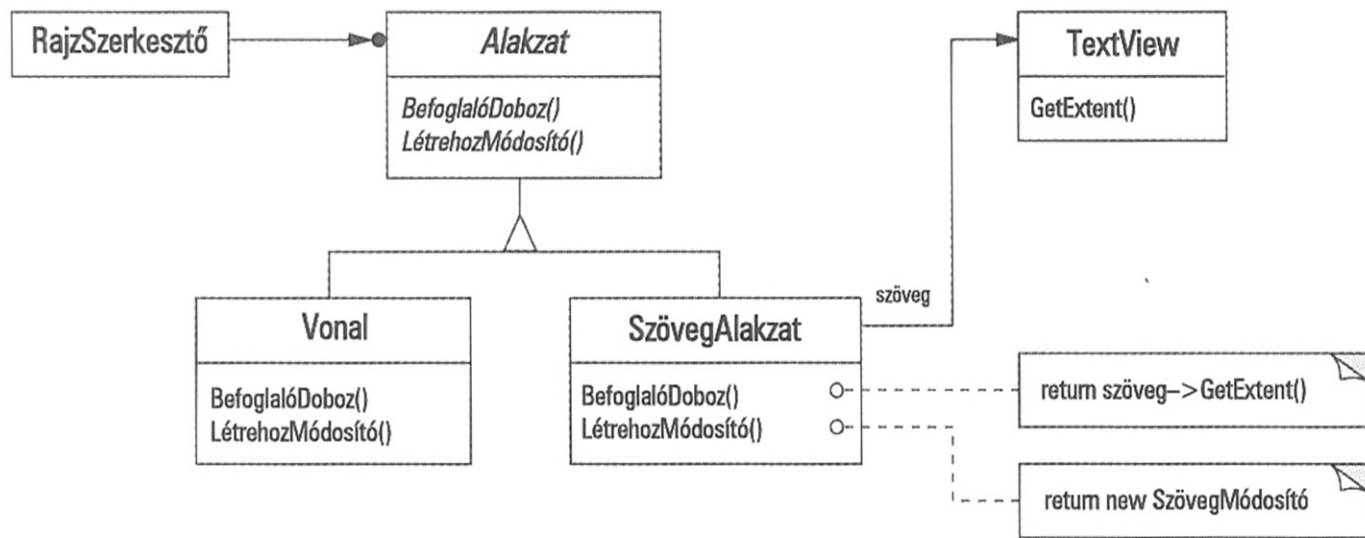 RajzSzerkesztő
Alakzat
BefoglalóDoboz()
LétrehozMódosító()
TextView
GetExtent()
Vonal
BefoglalóDoboz()
LétrehozMódosító()
SzövegAlakzat
BefoglalóDoboz()
LétrehozMódosító()
szöveg
return szöveg–>GetExtent()
return new SzövegMódosító